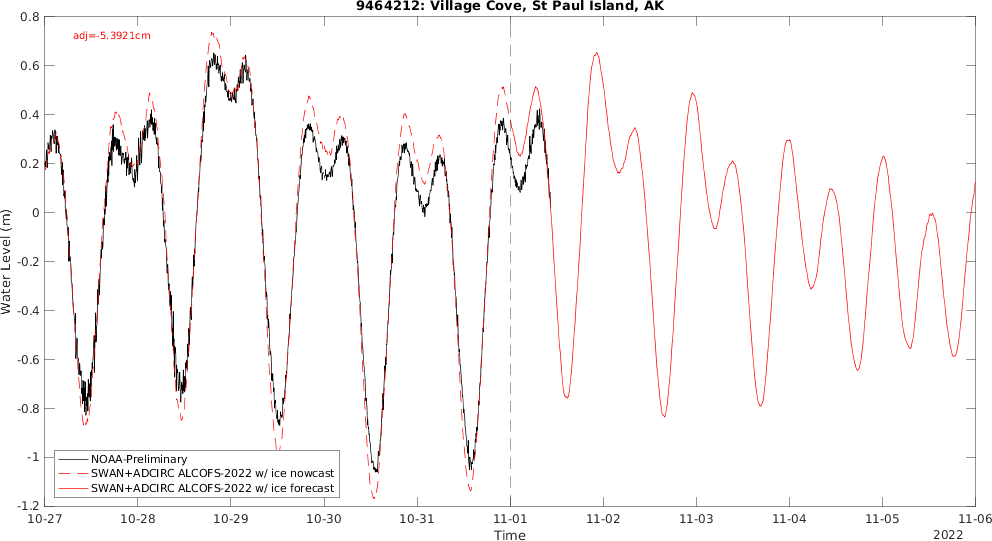 9464212: Village Cove, St Paul Island, AK
adj=-5.3921cm
0.8
0.6
0.4
0.2
0
-0.2
-0.4
-0.6
-0.8
-1
-1.2
Water Level (m)
NOAA-Preliminary
SWAN+ADCIRC ALCOFS-2022 w/ ice nowcast
SWAN+ADCIRC ALCOFS-2022 w/ ice forecast
10-27 10-28 10-29 10-30 10-31 11-01 11-02 11-03 11-04 11-05 11-06
Time
2022